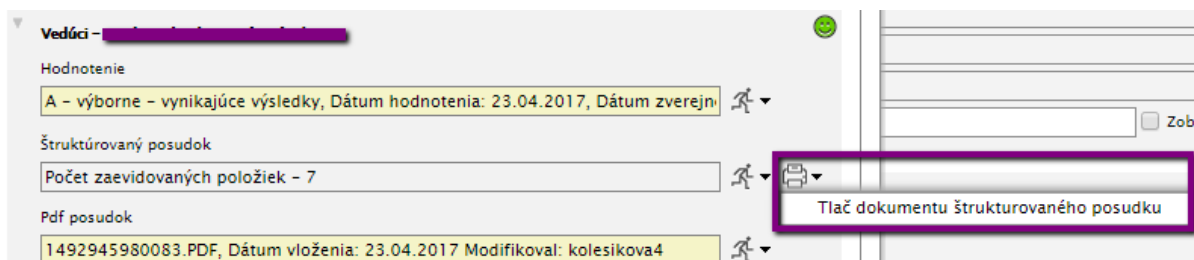 Vedúci –
Hodnotenie
A – výborne – vynikajúce výsledky, Dátum hodnotenia: 23.04.2017, Dátum zverejn
Zob
Štruktúrovaný posudok
Počet zaevidovaných položiek – 7
Tlač dokumentu štrukturovaného posudku
Pdf posudok
1492945980083.PDF, Dátum vloženia: 23.04.2017 Modifikoval: kolesikova4